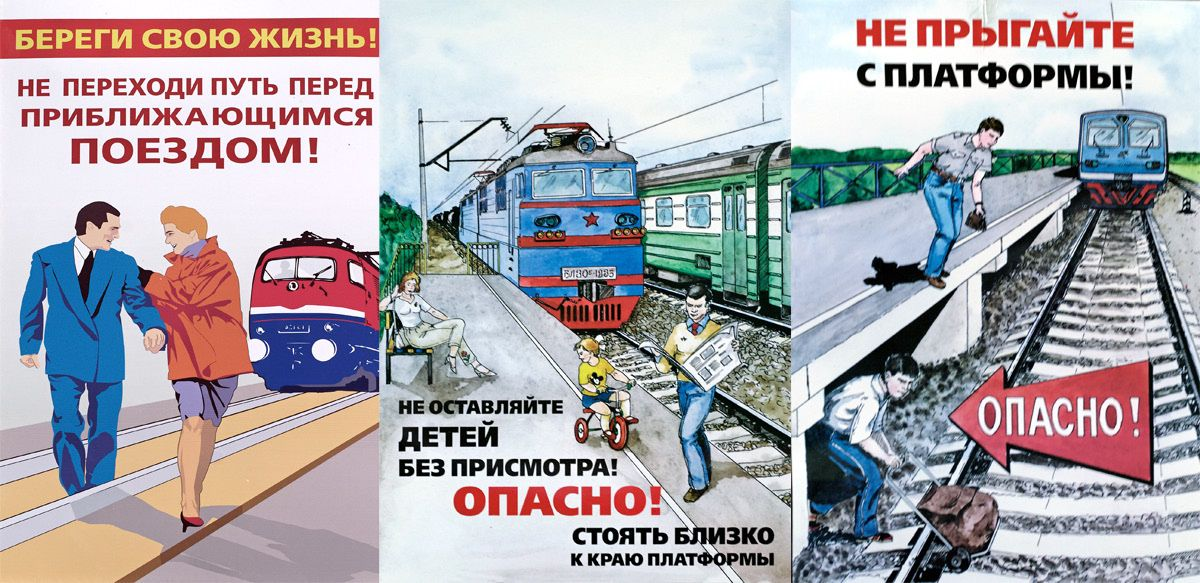 БЕРЕГИ СВОЮ ЖИЗНЬ!
НЕ ПЕРЕХОДИ ПУТЬ ПЕРЕД
ПРИБЛИЖАЮЩИМСЯ
ПОЕЗДОМ!
НЕ ОСТАВЛЯЙТЕ
ДЕТЕЙ
БЕЗ ПРИСМОТРА!
ОПАСНО!
СТОЯТЬ БЛИЗКО
К КРАЮ ПЛАТФОРМЫ
НЕ ПРЫГАЙТЕ
С ПЛАТФОРМЫ!
ОПАСНО!